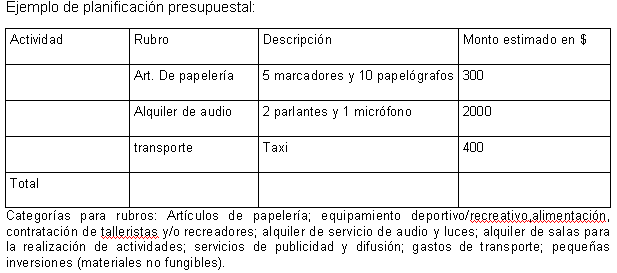 Ejemplo de planificación presupuestal:
Actividad Rubro Descripción Monto estimado en $
Art. De papelería 5 marcadores y 10 papelógrafos 300
Alquiler de audio 2 parlantes y 1 micrófono 2000
transporte Taxi 400
Total
Categorías para rubros: Artículos de papelería; equipamiento deportivo/recreativo,alimentación,
contratación de talleristas y/o recreadores; alquiler de servicio de audio y luces; alquiler de salas para
la realización de actividades; servicios de publicidad y difusión; gastos de transporte; pequeñas
inversiones (materiales no fungibles).